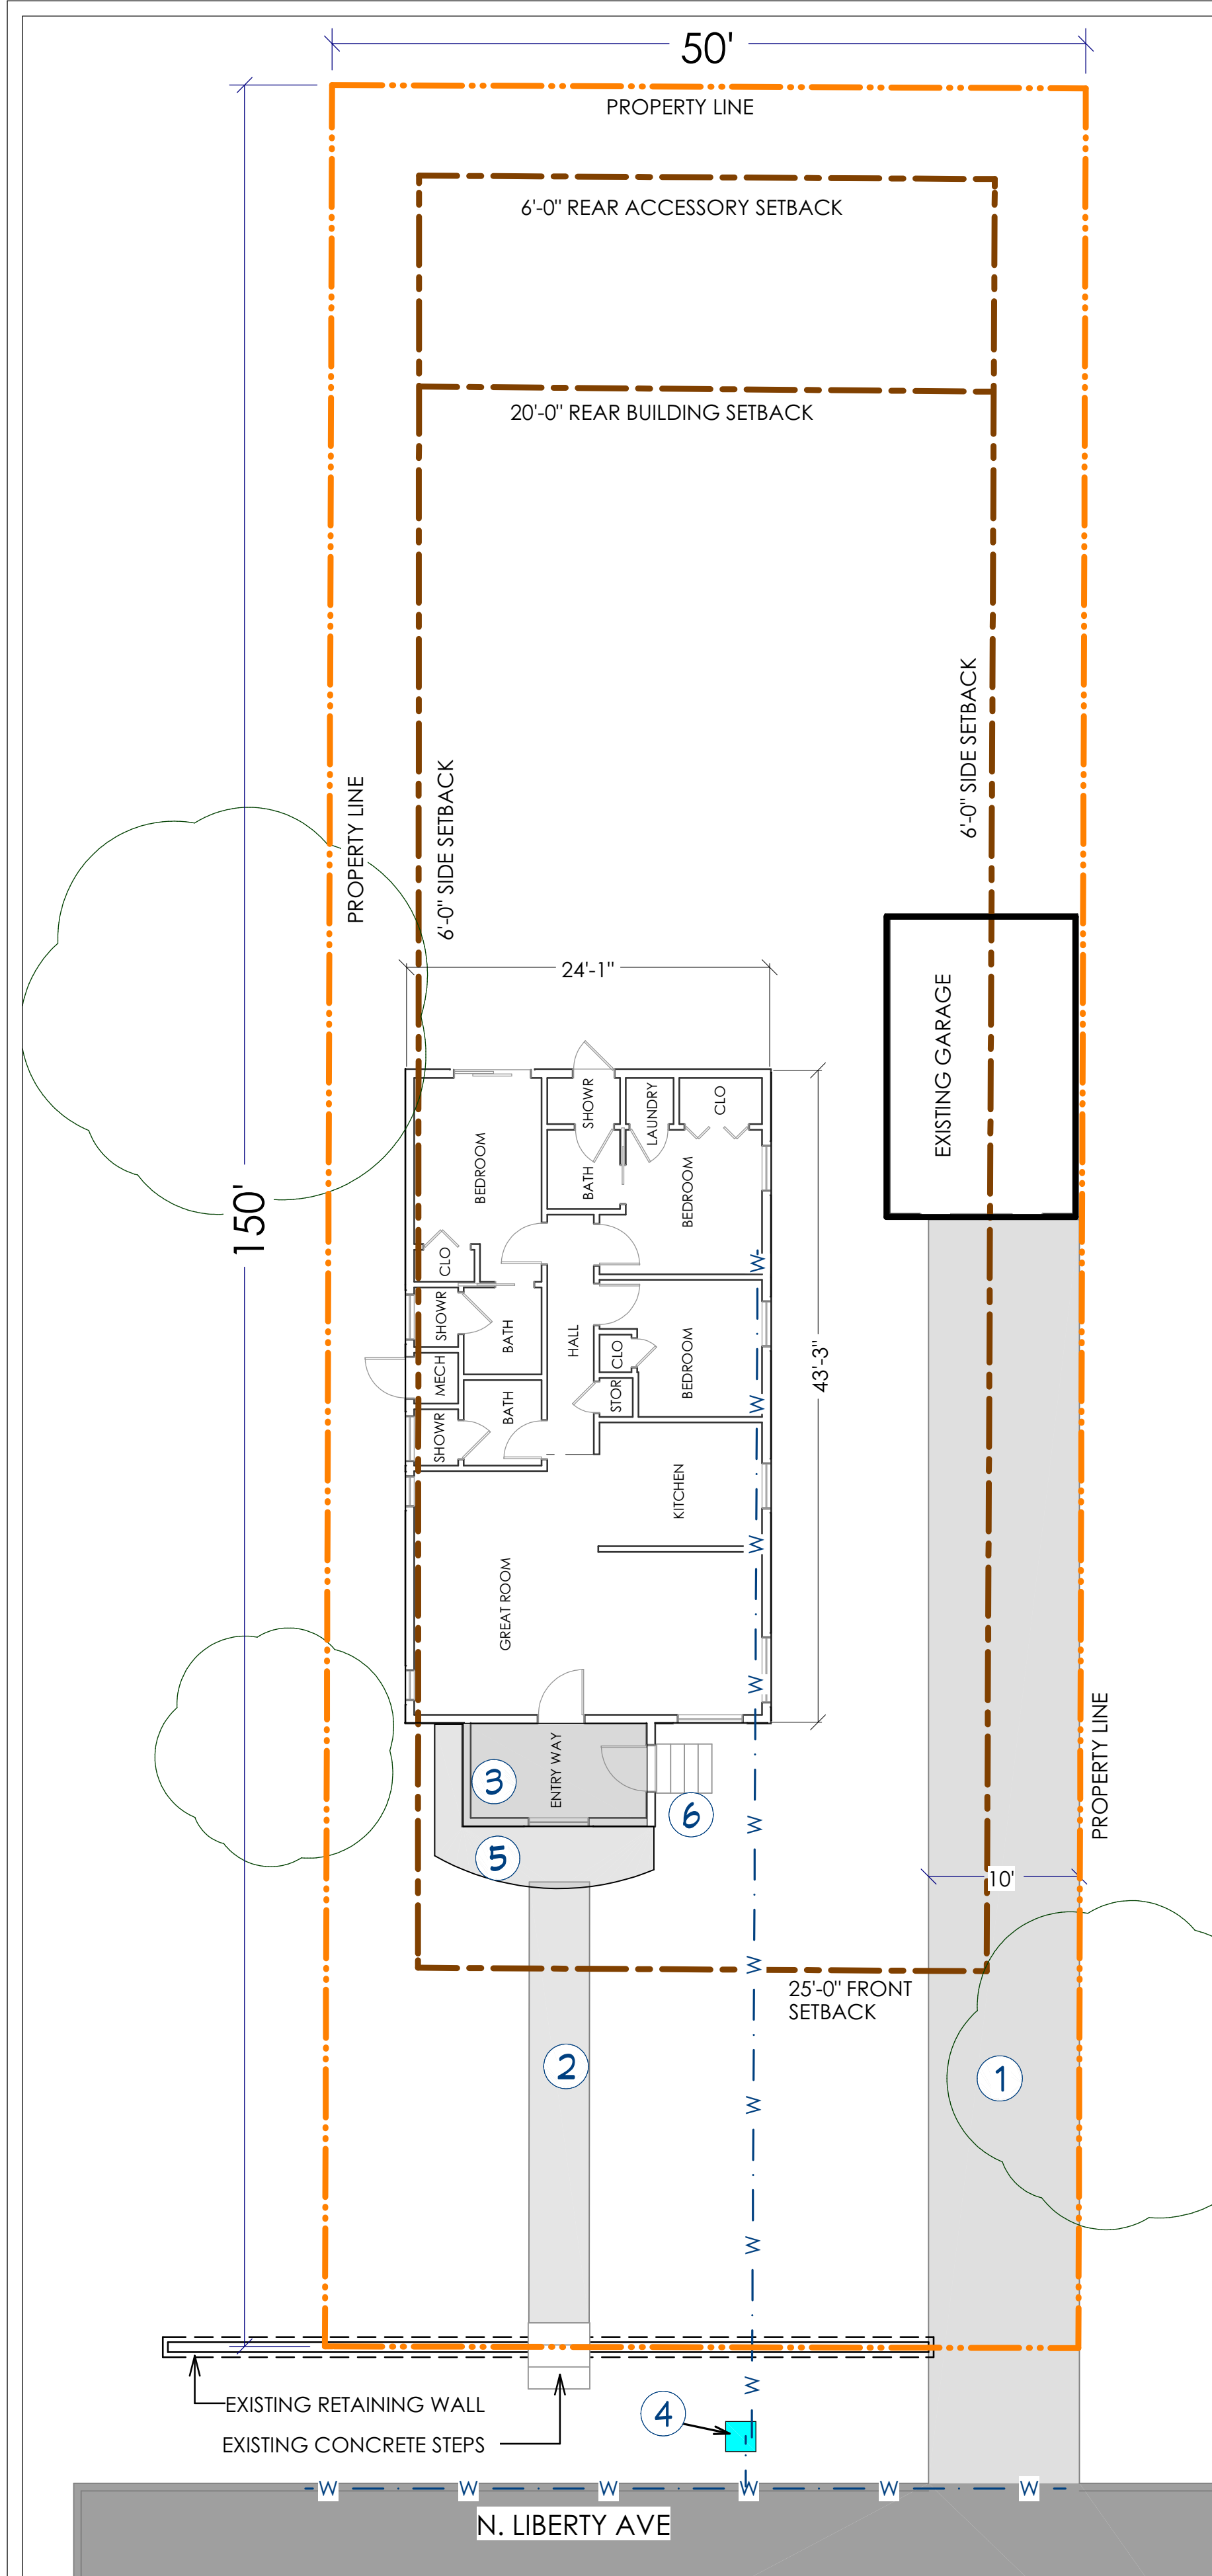 50'
PROPERTY LINE
6'-0" REAR ACCESSORY SETBACK
20'-0" REAR BUILDING SETBACK
6'-0" SIDE SETBACK
PROPERTY LINE
6'-0" SIDE SETBACK
24'-1"
EXISTING GARAGE
150'
BEDROOM
SHOWR
LAUNDRY
CLO
BATH
BEDROOM
CLO
W
SHOWR
BATH
HALL
CLO
BEDROOM
43'-3"
MECH
STOR
W
SHOWR
BATH
KITCHEN
W
GREAT ROOM
W
ENTRY WAY
3
6
W
5
PROPERTY LINE
10'
W
25'-0" FRONT
SETBACK
2
1
W
W
W
EXISTING RETAINING WALL
4
EXISTING CONCRETE STEPS
W W W W W W
N. LIBERTY AVE